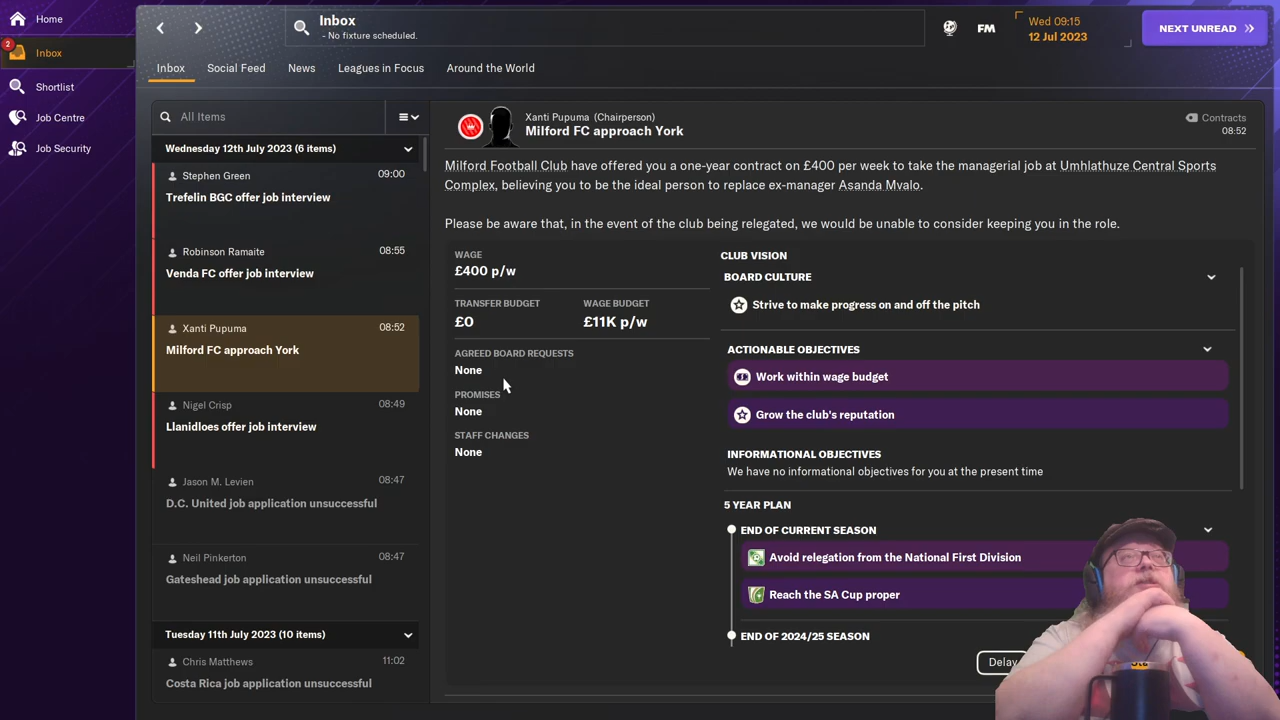 Home
2
Inbox
Shortlist
Job Centre
Job Security
Inbox
- No fixture scheduled.
FM
Wed 09:15
12 Jul 2023
NEXT UNREAD
Inbox
Social Feed
News
Leagues in Focus
Around the World
All Items
Wednesday 12th July 2023 (6 items)
Stephen Green
09:00
Trefelin BGC offer job interview
Robinson Ramaite
08:55
Venda FC offer job interview
Xanti Pupuma
08:52
Milford FC approach York
Nigel Crisp
08:49
Llanidloes offer job interview
Jason M. Levien
08:47
D.C. United job application unsuccessful
Neil Pinkerton
08:47
Gateshead job application unsuccessful
Tuesday 11th July 2023 (10 items)
Chris Matthews
11:02
Costa Rica job application unsuccessful
Xanti Pupuma (Chairperson)
Milford FC approach York
Contracts
08:52
Milford Football Club have offered you a one-year contract on £400 per week to take the managerial job at Umhlathuze Central Sports
Complex, believing you to be the ideal person to replace ex-manager Asanda Mvalo.
Please be aware that, in the event of the club being relegated, we would be unable to consider keeping you in the role.
WAGE
£400 p/w
TRANSFER BUDGET
£0
WAGE BUDGET
£11K p/w
AGREED BOARD REQUESTS
None
PROMISES
None
STAFF CHANGES
None
CLUB VISION
BOARD CULTURE
Strive to make progress on and off the pitch
ACTIONABLE OBJECTIVES
Work within wage budget
Grow the club's reputation
INFORMATIONAL OBJECTIVES
We have no informational objectives for you at the present time
5 YEAR PLAN
END OF CURRENT SEASON
Avoid relegation from the National First Division
Reach the SA Cup proper
END OF 2024/25 SEASON
Delay